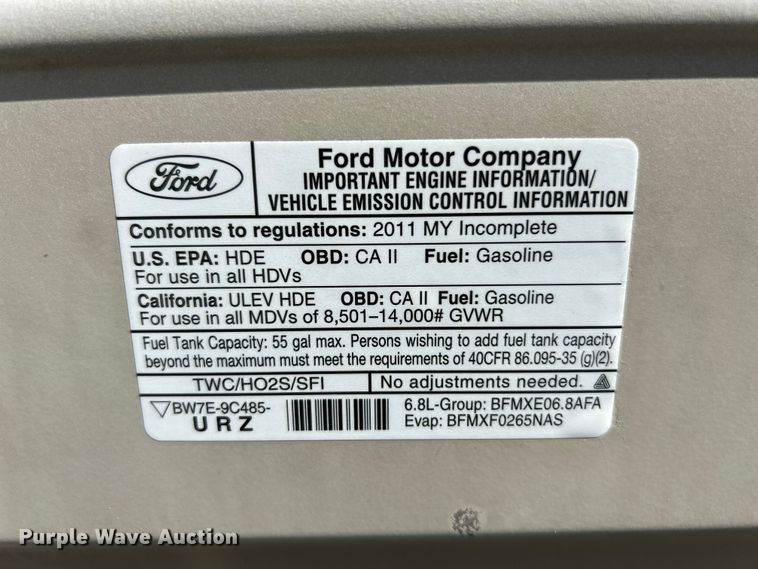 Ford
Ford Motor Company
IMPORTANT ENGINE INFORMATION/
VEHICLE EMISSION CONTROL INFORMATION
Conforms to regulations: 2011 MY Incomplete
U.S. EPA: HDE OBD: CA II Fuel: Gasoline
For use in all HDVs
California: ULEV HDE OBD: CA II Fuel: Gasoline
For use in all MDVs of 8,501–14,000# GVWR
Fuel Tank Capacity: 55 gal max. Persons wishing to add fuel tank capacity
beyond the maximum must meet the requirements of 40CFR 86.095-35 (g)(2).
TWC/HO2S/SFI No adjustments needed.
BW7E-9C485-
URZ
6.8L-Group: BFMXE06.8AFA
Evap: BFMXF0265NAS
Purple Wave Auction